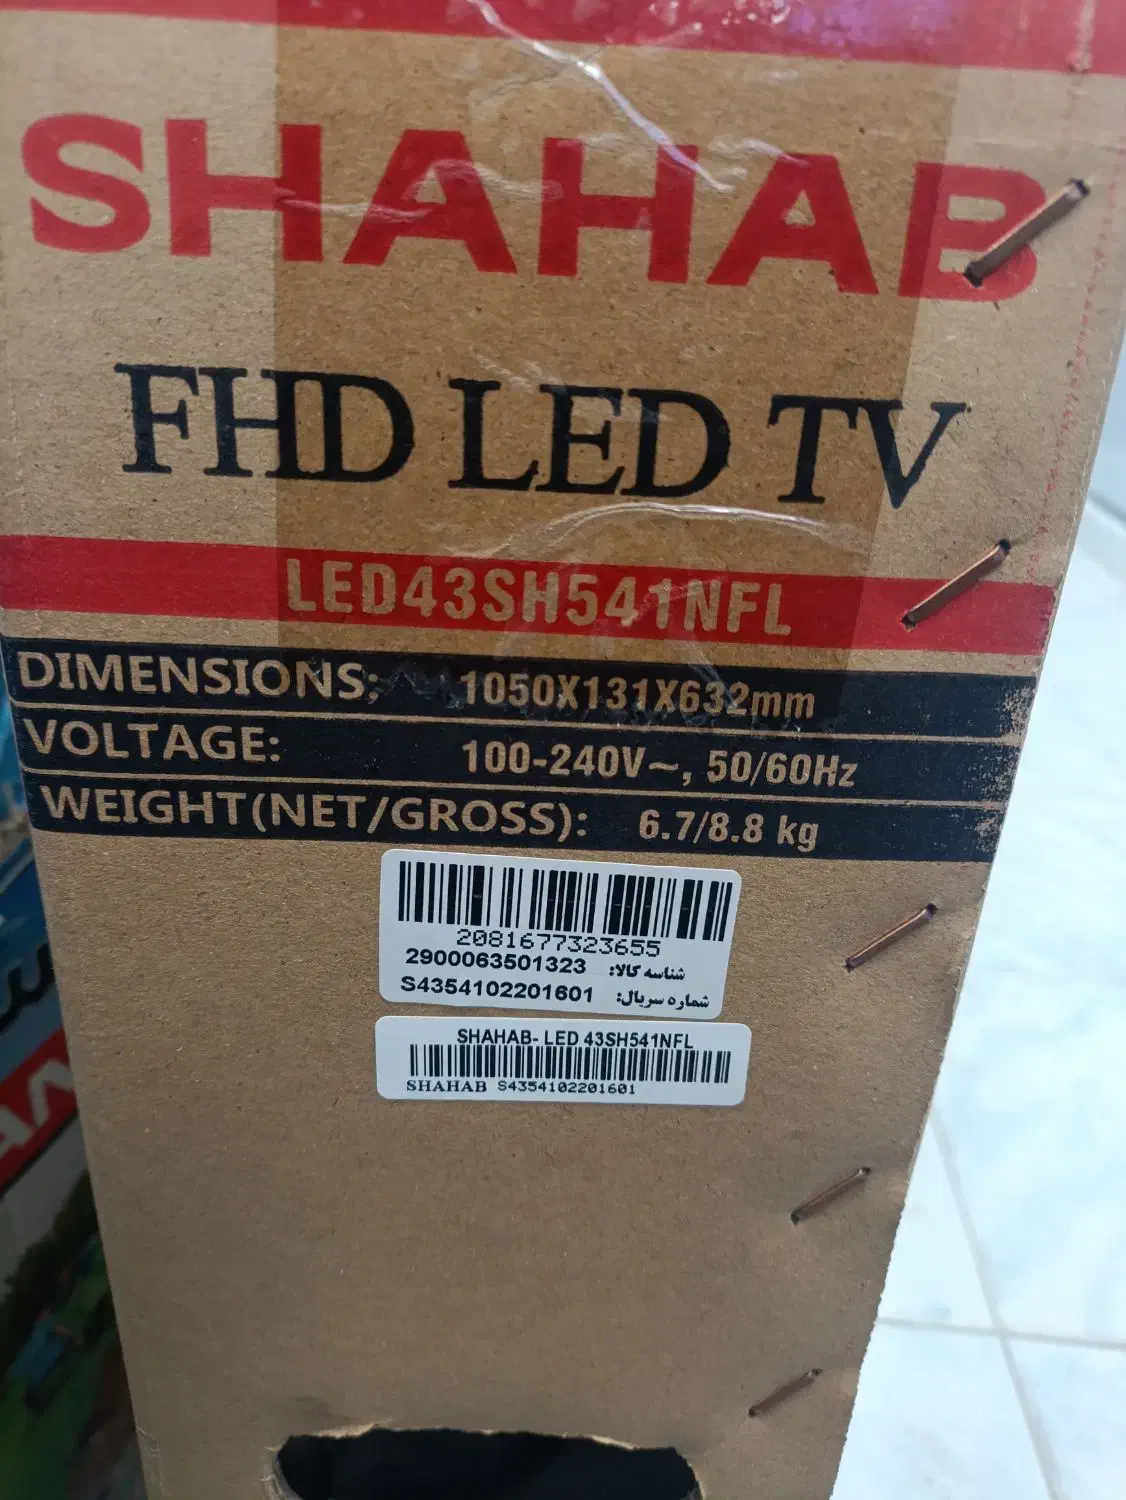 SHAHAB
FHD LED TV
LED43SH541NFL
DIMENSIONS: 1050X131X632mm
VOLTAGE: 100-240V~, 50/60Hz
WEIGHT(NET/GROSS): 6.7/8.8 kg
2081677323655
شناسه کالا: 2900063501323
شماره سریال: S4354102201601
SHAHAB- LED 43SH541NFL
SHAHAB S4354102201601